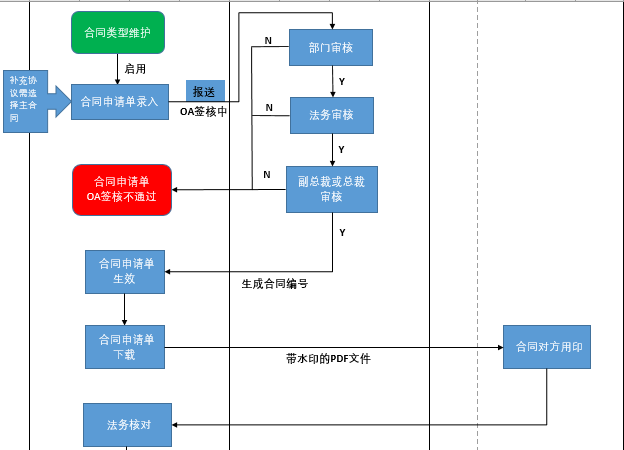 合同类型维护
启用
补充协
议需选
择主合
同
合同申请单录入
报送
OA签核中
N
部门审核
Y
N
法务审核
Y
N
副总裁或总裁
审核
合同申请单
OA签核不通过
Y
合同申请单
生效
生成合同编号
合同申请单
下载
带水印的PDF文件
合同对方用印
法务核对